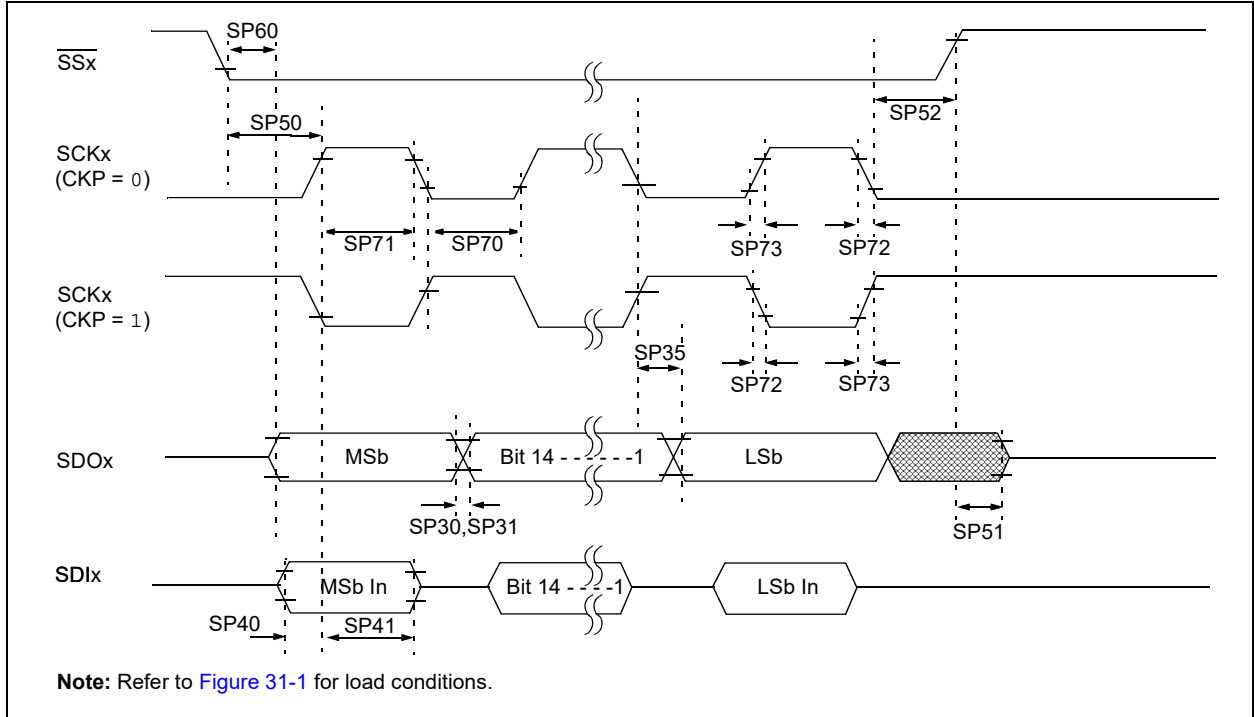 SP60
SSx
SP52
SP50
SCKx
(CKP = 0)
SP71
SP70
SP73
SP72
SCKx
(CKP = 1)
SP35
SP72
SP73
SDOx
MSb
Bit 14 - - - - - -1
LSb
SP30,SP31
SP51
SDIx
MSb In
Bit 14 - - - -1
LSb In
SP40
SP41
Note: Refer to Figure 31-1 for load conditions.